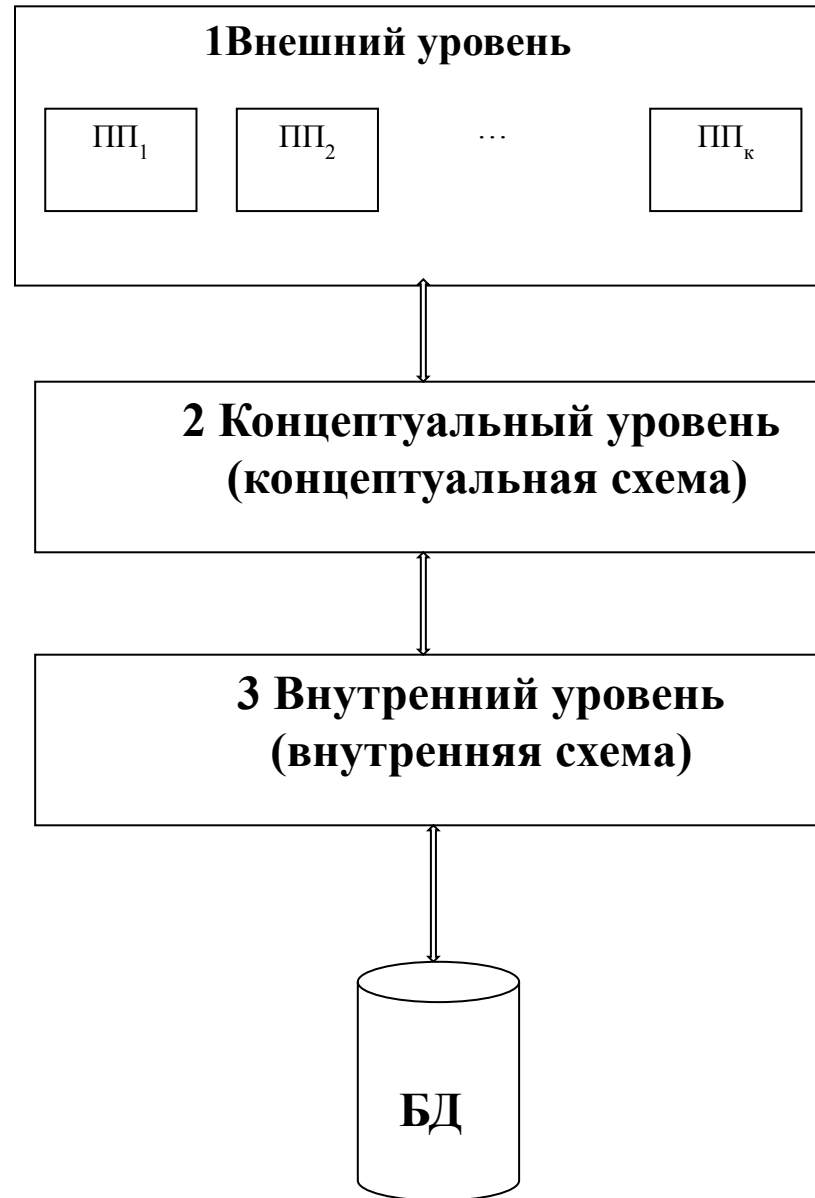 1Внешний уровень
ПП1 ПП2 … ППк
2 Концептуальный уровень
(концептуальная схема)
3 Внутренний уровень
(внутренняя схема)
БД